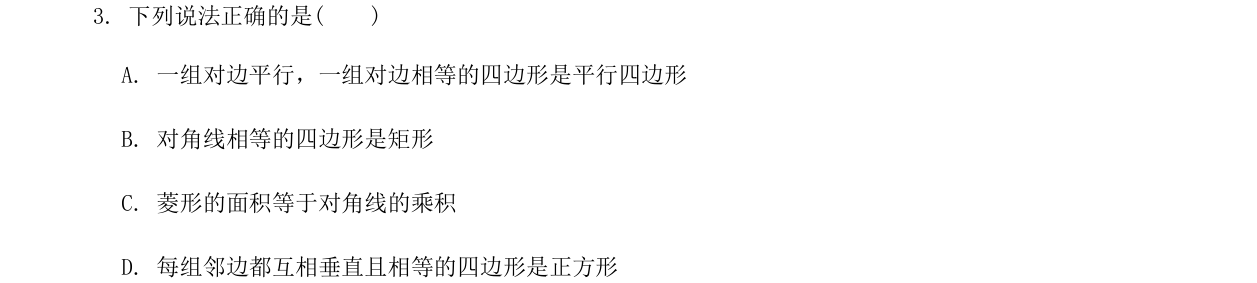 3. 下列说法正确的是(    )
A. 一组对边平行，一组对边相等的四边形是平行四边形
B. 对角线相等的四边形是矩形
C. 菱形的面积等于对角线的乘积
D. 每组邻边都互相垂直且相等的四边形是正方形